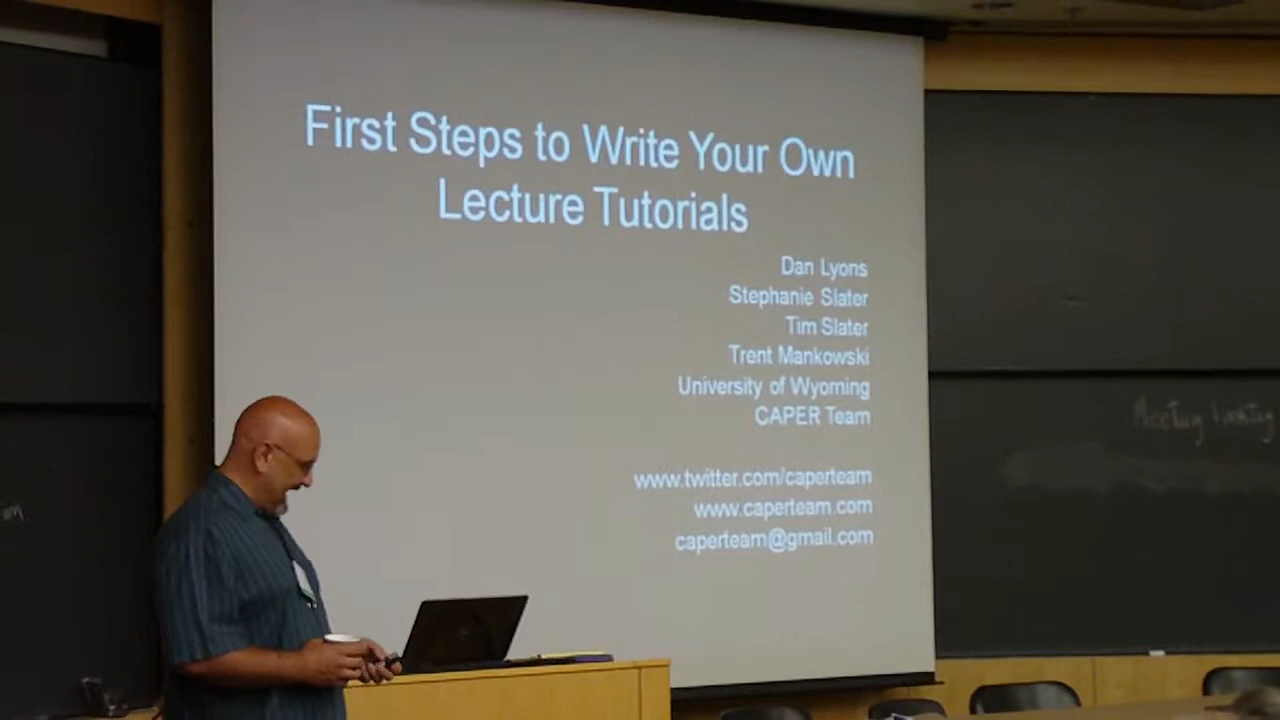 First Steps to Write Your Own
Lecture Tutorials
Dan Lyons
Stephanie Slater
Tim Slater
Trent Mankowski
University of Wyoming
CAPER Team
www.twitter.com/caperteam
www.caperteam.com
caperteam@gmail.com
Meeting